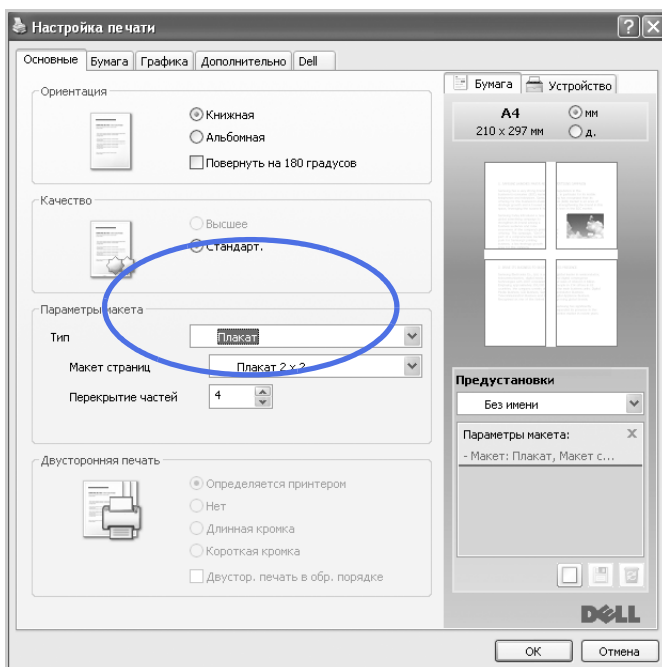 Настройка печати
Основные Бумага Графика Дополнительно Dell
Ориентация
Книжная
Альбомная
Повернуть на 180 градусов
Качество
Высшее
Стандарт.
Параметры макета
Тип Плакат
Макет страниц Плакат 2 x 2
Перекрытие частей 4
Двусторонняя печать
Определяется принтером
Нет
Длинная кромка
Короткая кромка
Двустор. печать в обр. порядке
Бумага Устройство
A4 мм
210 x 297 мм д.
Предустановки
Без имени
Параметры макета: X
- Макет: Плакат, Макет с...
DELL
OK Отмена